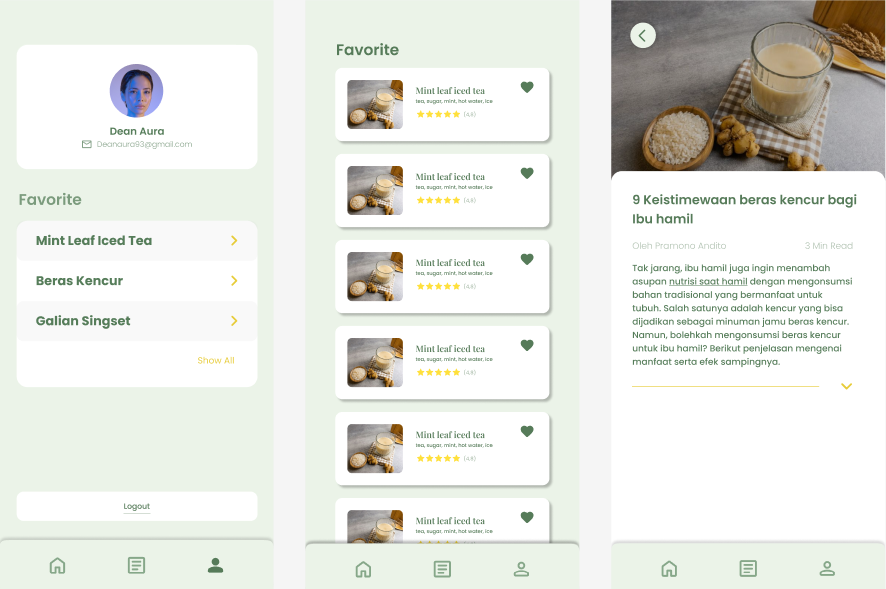 Dean Aura
Deanaura93@gmail.com
Favorite
Mint Leaf Iced Tea
Beras Kencur
Galian Singset
Show All
Logout
Favorite
Mint leaf iced tea
tea, sugar, mint, hot water, ice
(4,8)
Mint leaf iced tea
tea, sugar, mint, hot water, ice
(4,8)
Mint leaf iced tea
tea, sugar, mint, hot water, ice
(4,8)
Mint leaf iced tea
tea, sugar, mint, hot water, ice
(4,8)
Mint leaf iced tea
tea, sugar, mint, hot water, ice
(4,8)
Mint leaf iced tea
tea, sugar, mint, hot water, ice
9 Keistimewaan beras kencur bagi
Ibu hamil
Oleh Pramono Andito 3 Min Read
Tak jarang, ibu hamil juga ingin menambah
asupan nutrisi saat hamil dengan mengonsumsi
bahan tradisional yang bermanfaat untuk
tubuh. Salah satunya adalah kencur yang bisa
dijadikan sebagai minuman jamu beras kencur.
Namun, bolehkah mengonsumsi beras kencur
untuk ibu hamil? Berikut penjelasan mengenai
manfaat serta efek sampingnya.